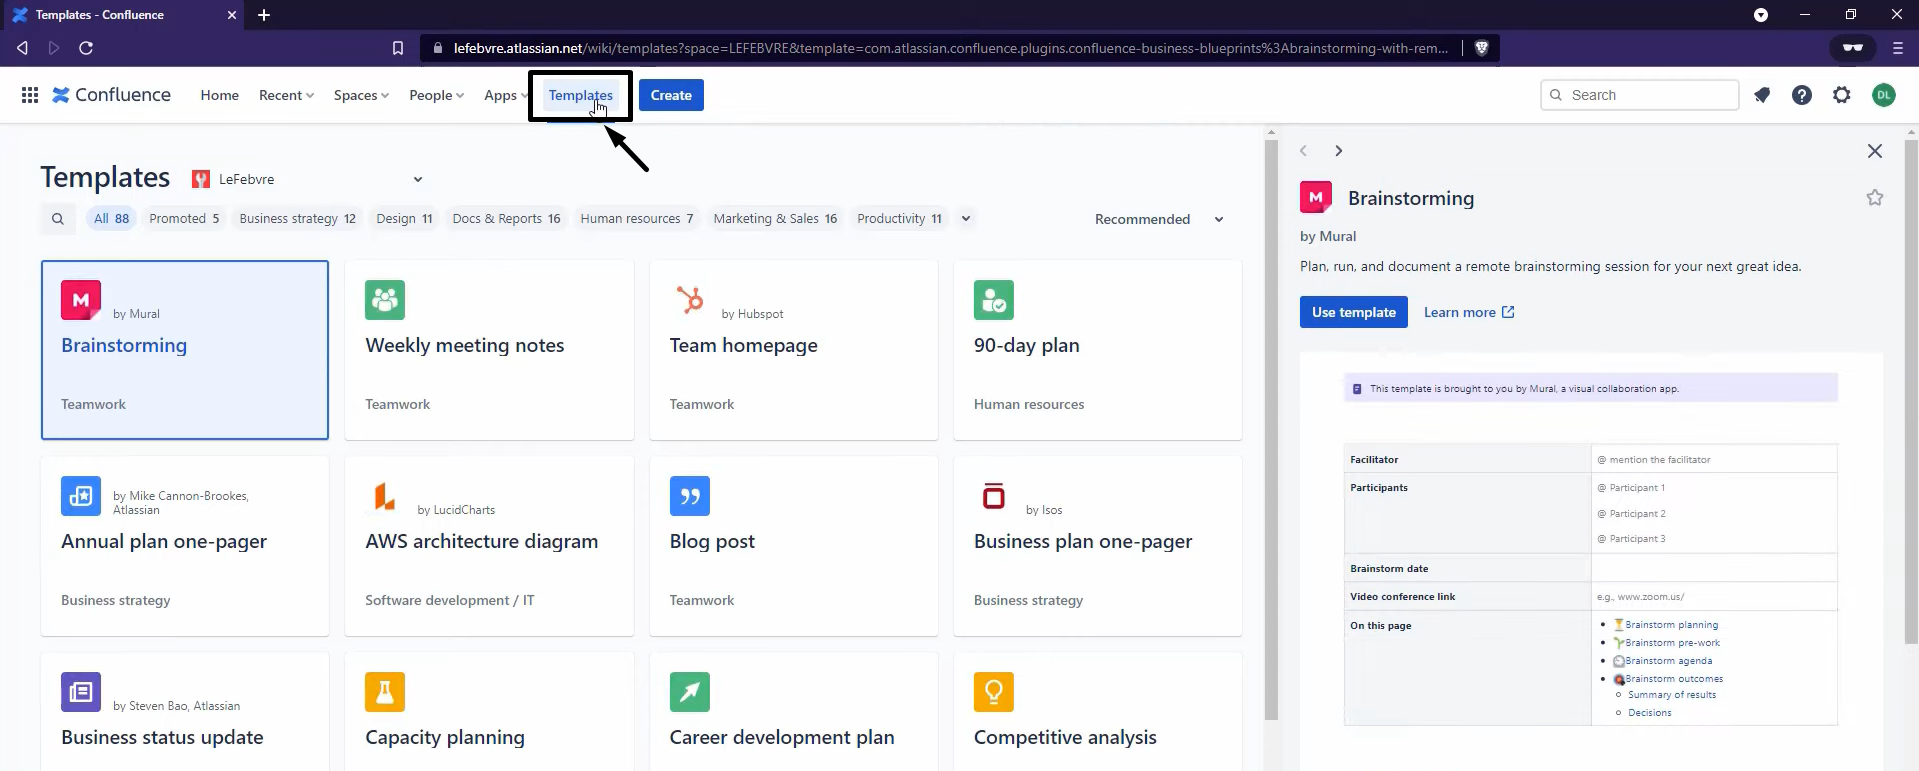 Templates - Confluence
lefebvre.atlassian.net/wiki/templates?space=LEFEBVRE&template=com.atlassian.confluence.plugins.confluence-business-blueprints%3Abrainstorming-with-rem...
Confluence
Home
Recent
Spaces
People
Apps
Templates
Create
Search
DL
Templates
LeFebvre
All 88
Promoted 5
Business strategy 12
Design 11
Docs & Reports 16
Human resources 7
Marketing & Sales 16
Productivity 11
Recommended
M
by Mural
Brainstorming
Teamwork
Weekly meeting notes
Teamwork
by Hubspot
Team homepage
Teamwork
90-day plan
Human resources
by Mike Cannon-Brookes,
Atlassian
Annual plan one-pager
Business strategy
by LucidCharts
AWS architecture diagram
Software development / IT
Blog post
Teamwork
by Isos
Business plan one-pager
Business strategy
by Steven Bao, Atlassian
Business status update
Capacity planning
Career development plan
Competitive analysis
M
Brainstorming
by Mural
Plan, run, and document a remote brainstorming session for your next great idea.
Use template
Learn more
This template is brought to you by Mural, a visual collaboration app.
Facilitator
@ mention the facilitator
Participants
@ Participant 1
@ Participant 2
@ Participant 3
Brainstorm date
Video conference link
e.g., www.zoom.us/
On this page
Brainstorm planning
Brainstorm pre-work
Brainstorm agenda
Brainstorm outcomes
Summary of results
Decisions